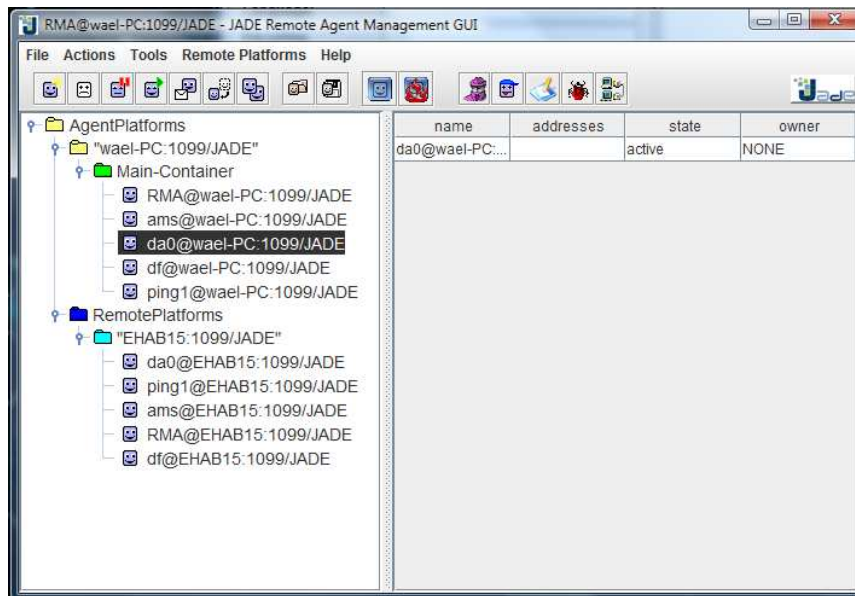 RMA@wael-PC:1099/JADE - JADE Remote Agent Management GUI
File Actions Tools Remote Platforms Help
Jade
AgentPlatforms
"wael-PC:1099/JADE"
Main-Container
RMA@wael-PC:1099/JADE
ams@wael-PC:1099/JADE
da0@wael-PC:1099/JADE
df@wael-PC:1099/JADE
ping1@wael-PC:1099/JADE
RemotePlatforms
"EHAB15:1099/JADE"
da0@EHAB15:1099/JADE
ping1@EHAB15:1099/JADE
ams@EHAB15:1099/JADE
RMA@EHAB15:1099/JADE
df@EHAB15:1099/JADE
name addresses state owner
da0@wael-PC:... active NONE